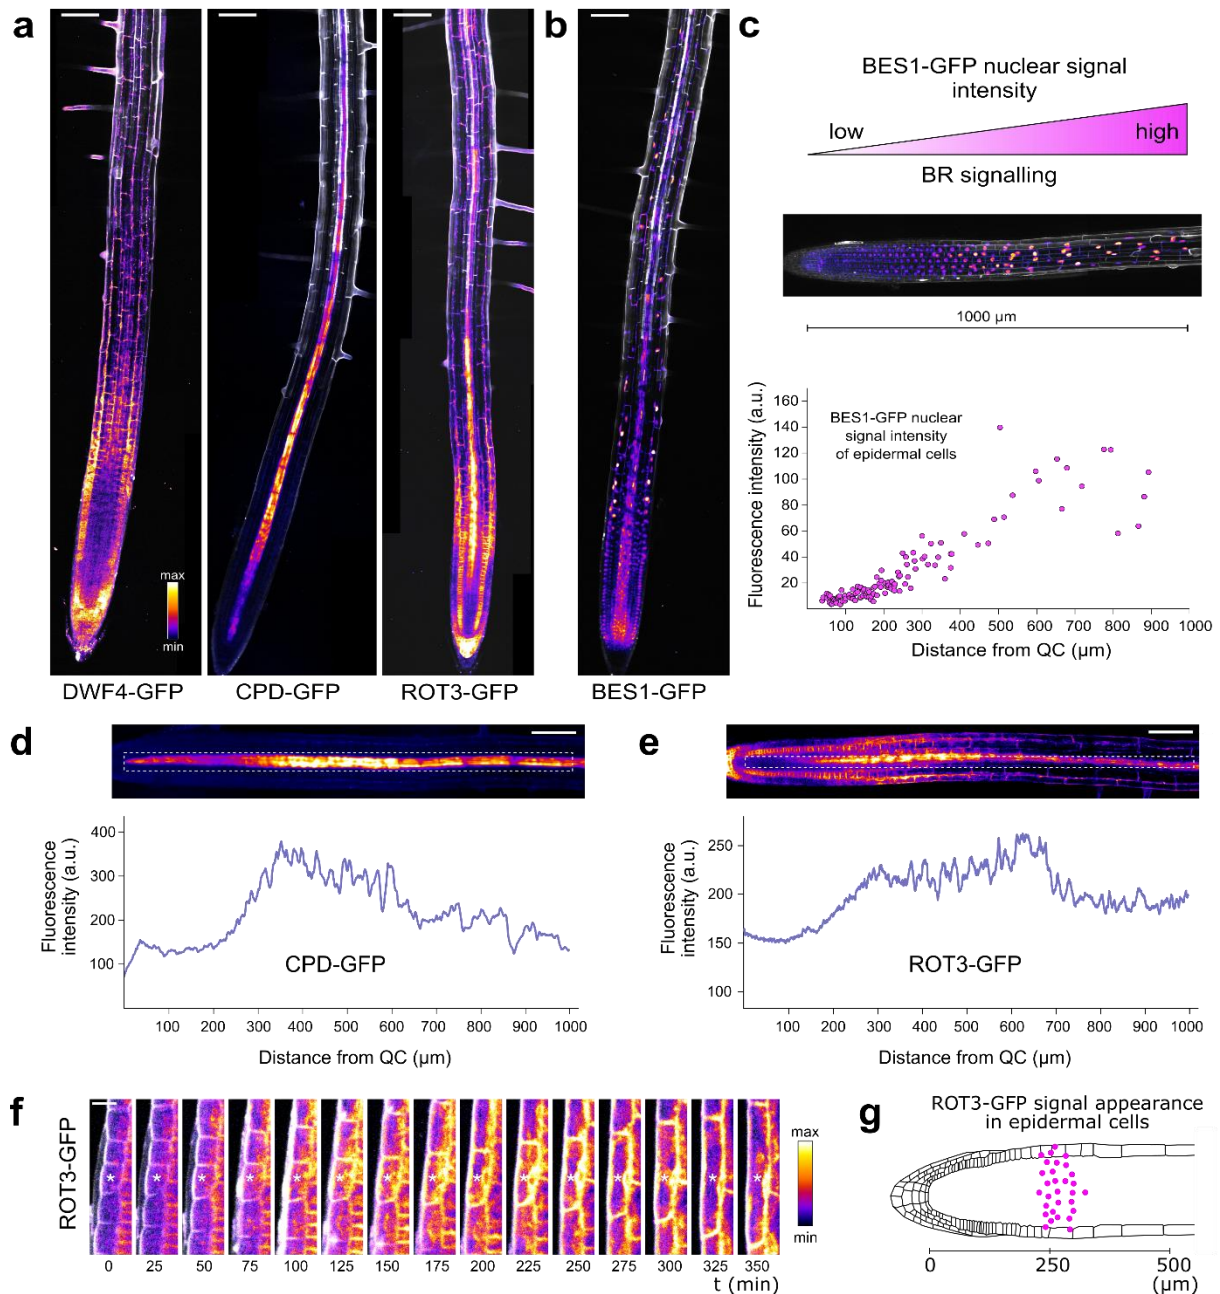 a
b
c
max
min
DWF4-GFP
CPD-GFP
ROT3-GFP
BES1-GFP
BES1-GFP nuclear signal
intensity
low
high
BR signalling
1000 µm
Fluorescence intensity (a.u.)
160
140
120
100
80
60
40
20
BES1-GFP nuclear
signal intensity
of epidermal cells
100 200 300 400 500 600 700 800 900 1000
Distance from QC (µm)
d
Fluorescence
intensity (a.u.)
400
300
200
100
CPD-GFP
100 200 300 400 500 600 700 800 900 1000
Distance from QC (µm)
e
Fluorescence
intensity (a.u.)
250
200
150
100
ROT3-GFP
100 200 300 400 500 600 700 800 900 1000
Distance from QC (µm)
f
ROT3-GFP
* * * * * * * * * * * * * * *
0 25 50 75 100 125 150 175 200 225 250 275 300 325 350
t (min)
max
min
g
ROT3-GFP signal appearance
in epidermal cells
0 250 500
(µm)